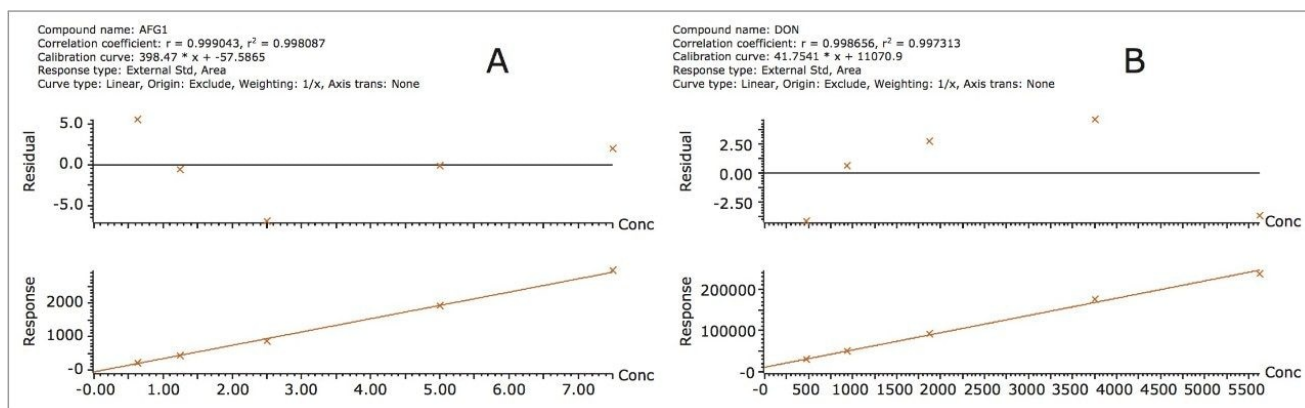 Compound name: AFG1
Correlation coefficient: r = 0.999043, r² = 0.998087
Calibration curve: 398.47 * x + -57.5865
Response type: External Std, Area
Curve type: Linear, Origin: Exclude, Weighting: 1/x, Axis trans: None
A
5.0
0.0
-5.0
Residual
Conc
2000
1000
-0
Response
Conc
-0.00 1.00 2.00 3.00 4.00 5.00 6.00 7.00
Compound name: DON
Correlation coefficient: r = 0.998656, r² = 0.997313
Calibration curve: 41.7541 * x + 11070.9
Response type: External Std, Area
Curve type: Linear, Origin: Exclude, Weighting: 1/x, Axis trans: None
B
2.50
0.00
-2.50
Residual
Conc
200000
100000
-0
Response
Conc
-0 500 1000 1500 2000 2500 3000 3500 4000 4500 5000 5500